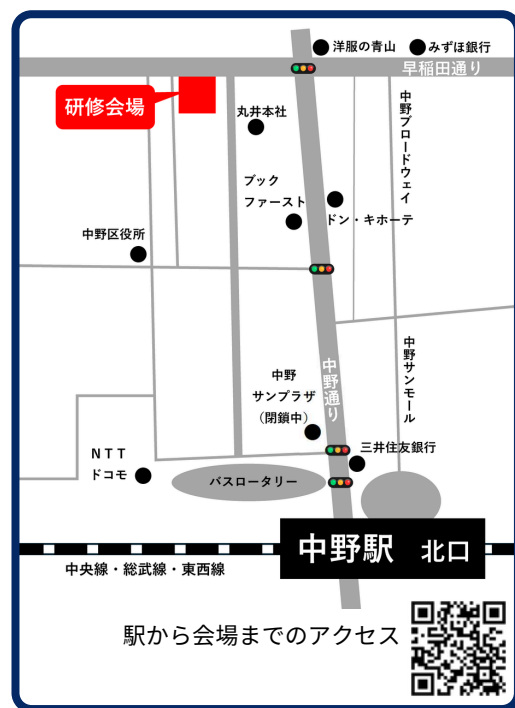 洋服の青山
みずほ銀行
早稲田通り
研修会場
丸井本社
中野ブロードウェイ
ブック
ファースト
ドン・キホーテ
中野区役所
中野通り
中野サンモール
中野
サンプラザ
（閉鎖中）
三井住友銀行
NTT
ドコモ
バスロータリー
中野駅 北口
中央線・総武線・東西線
駅から会場までのアクセス